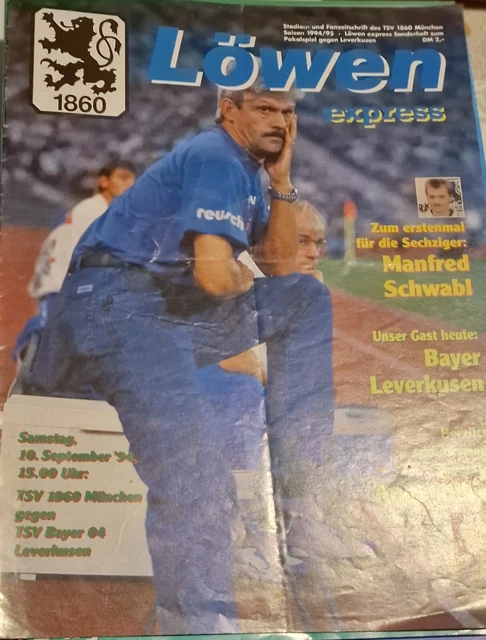 Stadion- und Fanzeitschrift des TSV 1860 München
Saison 1994/95 · Löwen express Sonderheft zum
Pokalspiel gegen Leverkusen DM 2,-
Löwen
express
1860
reusch
Zum erstenmal
für die Sechziger:
Manfred
Schwabl
Unser Gast heute:
Bayer
Leverkusen
Samstag,
10. September '94
15.00 Uhr:
TSV 1860 München
gegen
TSV Bayer 04
Leverkusen